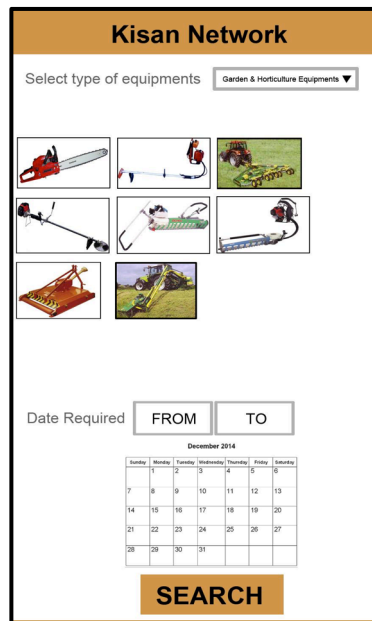 Kisan Network
Select type of equipments Garden & Horticulture Equipments ▼
Date Required FROM TO
December 2014
Sunday Monday Tuesday Wednesday Thursday Friday Saturday
1 2 3 4 5 6
7 8 9 10 11 12 13
14 15 16 17 18 19 20
21 22 23 24 25 26 27
28 29 30 31
SEARCH